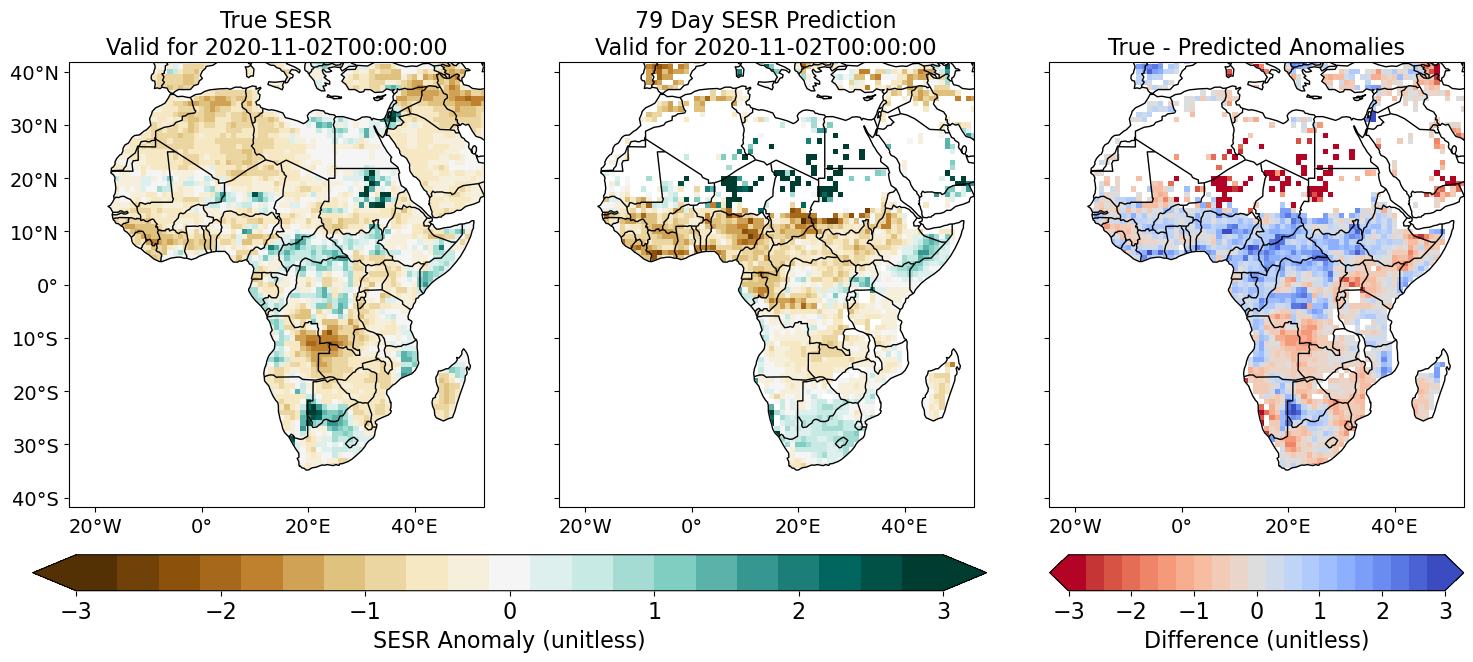 True SESR
Valid for 2020-11-02T00:00:00
79 Day SESR Prediction
Valid for 2020-11-02T00:00:00
True - Predicted Anomalies
40°N
30°N
20°N
10°N
0°
10°S
20°S
30°S
40°S
20°W 0° 20°E 40°E
20°W 0° 20°E 40°E
20°W 0° 20°E 40°E
−3 −2 −1 0 1 2 3
SESR Anomaly (unitless)
−3 −2 −1 0 1 2 3
Difference (unitless)